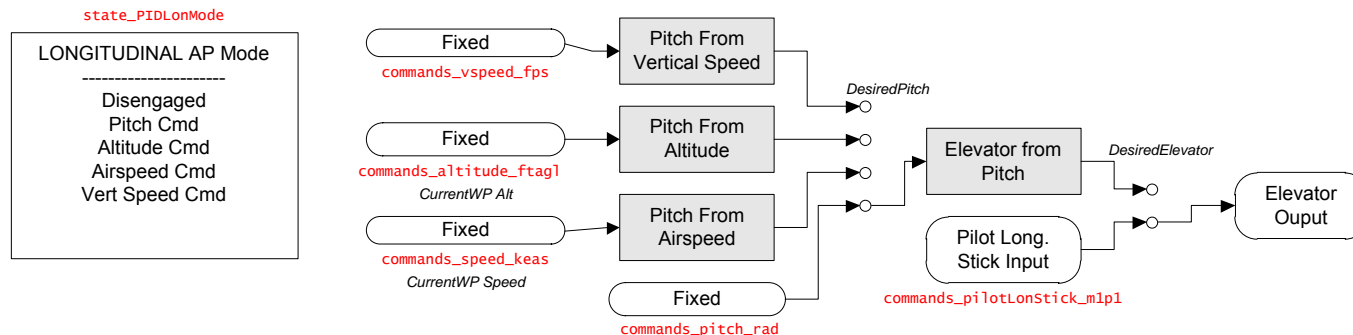 state_PIDLonMode
LONGITUDINAL AP Mode
----------------------
Disengaged
Pitch Cmd
Altitude Cmd
Airspeed Cmd
Vert Speed Cmd
Fixed
commands_vspeed_fps
Pitch From
Vertical Speed
DesiredPitch
Fixed
commands_altitude_ftagl
CurrentWP Alt
Pitch From
Altitude
Fixed
commands_speed_keas
CurrentWP Speed
Pitch From
Airspeed
Fixed
commands_pitch_rad
Elevator from
Pitch
DesiredElevator
Pilot Long.
Stick Input
commands_pilotLonStick_m1p1
Elevator
Ouput